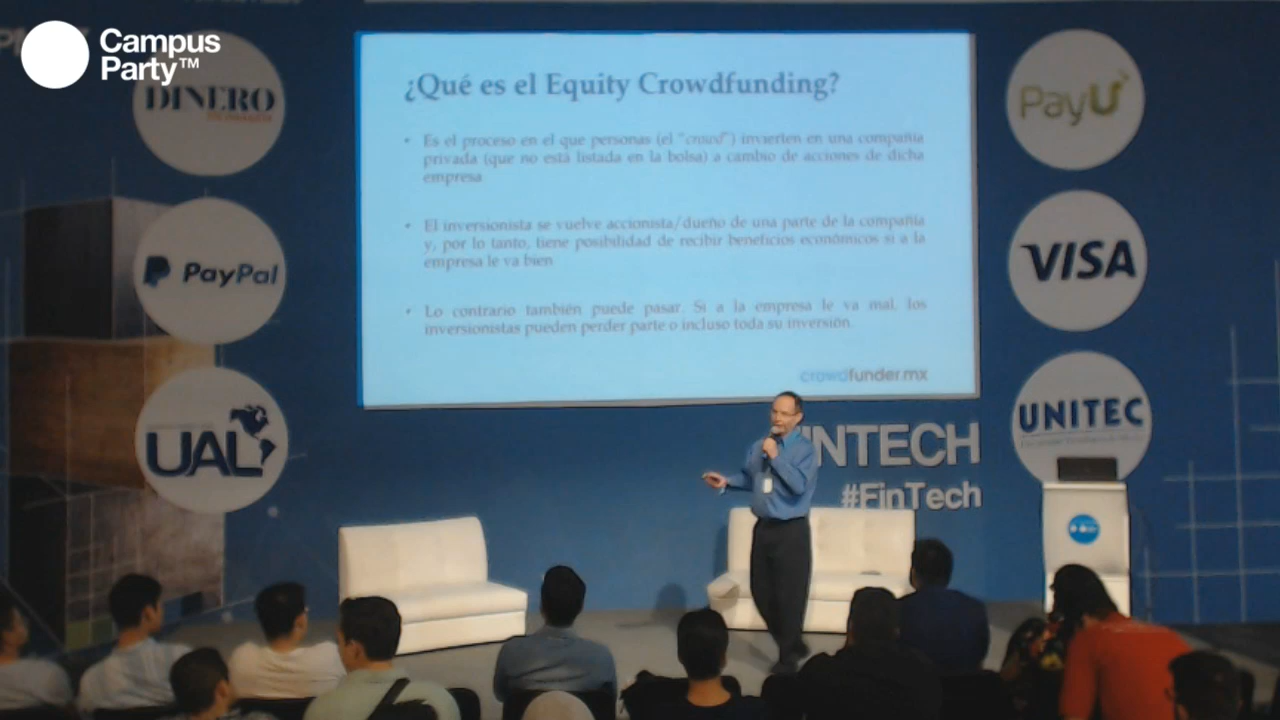 Campus
Party™
DINERO
PayPal
UAL
¿Qué es el Equity Crowdfunding?
• Es el proceso en el que personas (el "crowd") invierten en una compañía
privada (que no está listada en la bolsa) a cambio de acciones de dicha
empresa
• El inversionista se vuelve accionista/dueño de una parte de la compañía
y, por lo tanto, tiene posibilidad de recibir beneficios económicos si a la
empresa le va bien
• Lo contrario también puede pasar. Si a la empresa le va mal, los
inversionistas pueden perder parte o incluso toda su inversión.
crowdfunder.mx
INTECH
#FinTech
PayU
VISA
UNITEC